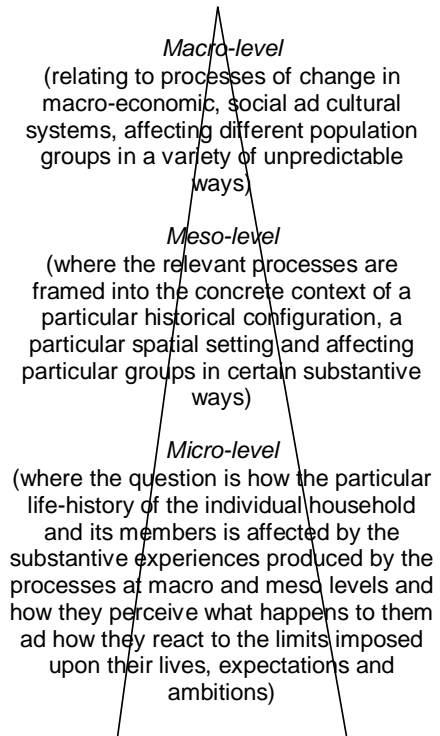 Macro-level
(relating to processes of change in
macro-economic, social ad cultural
systems, affecting different population
groups in a variety of unpredictable
ways)
Meso-level
(where the relevant processes are
framed into the concrete context of a
particular historical configuration, a
particular spatial setting and affecting
particular groups in certain substantive
ways)
Micro-level
(where the question is how the particular
life-history of the individual household
and its members is affected by the
substantive experiences produced by the
processes at macro and meso levels and
how they perceive what happens to them
ad how they react to the limits imposed
upon their lives, expectations and
ambitions)